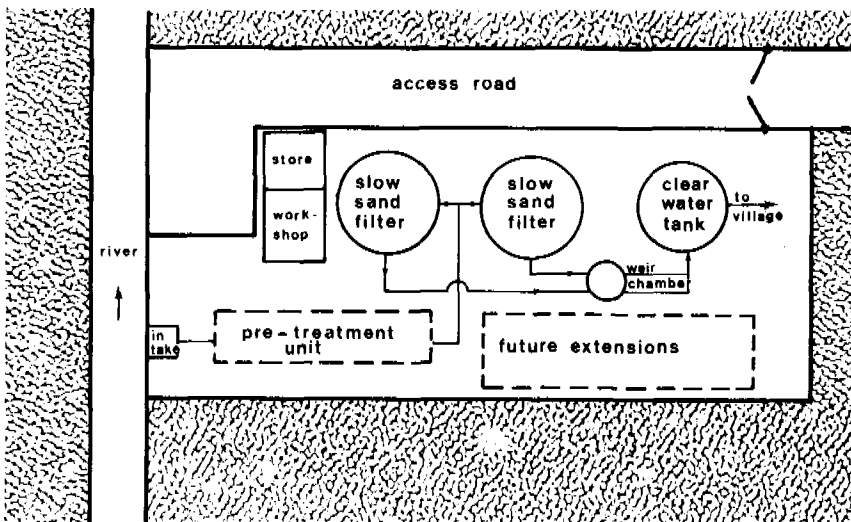 access road
store
work-
shop
slow
sand
filter
slow
sand
filter
clear
water
tank
to
village
river
weir
chamber
in
take
pre-treatment
unit
future extensions